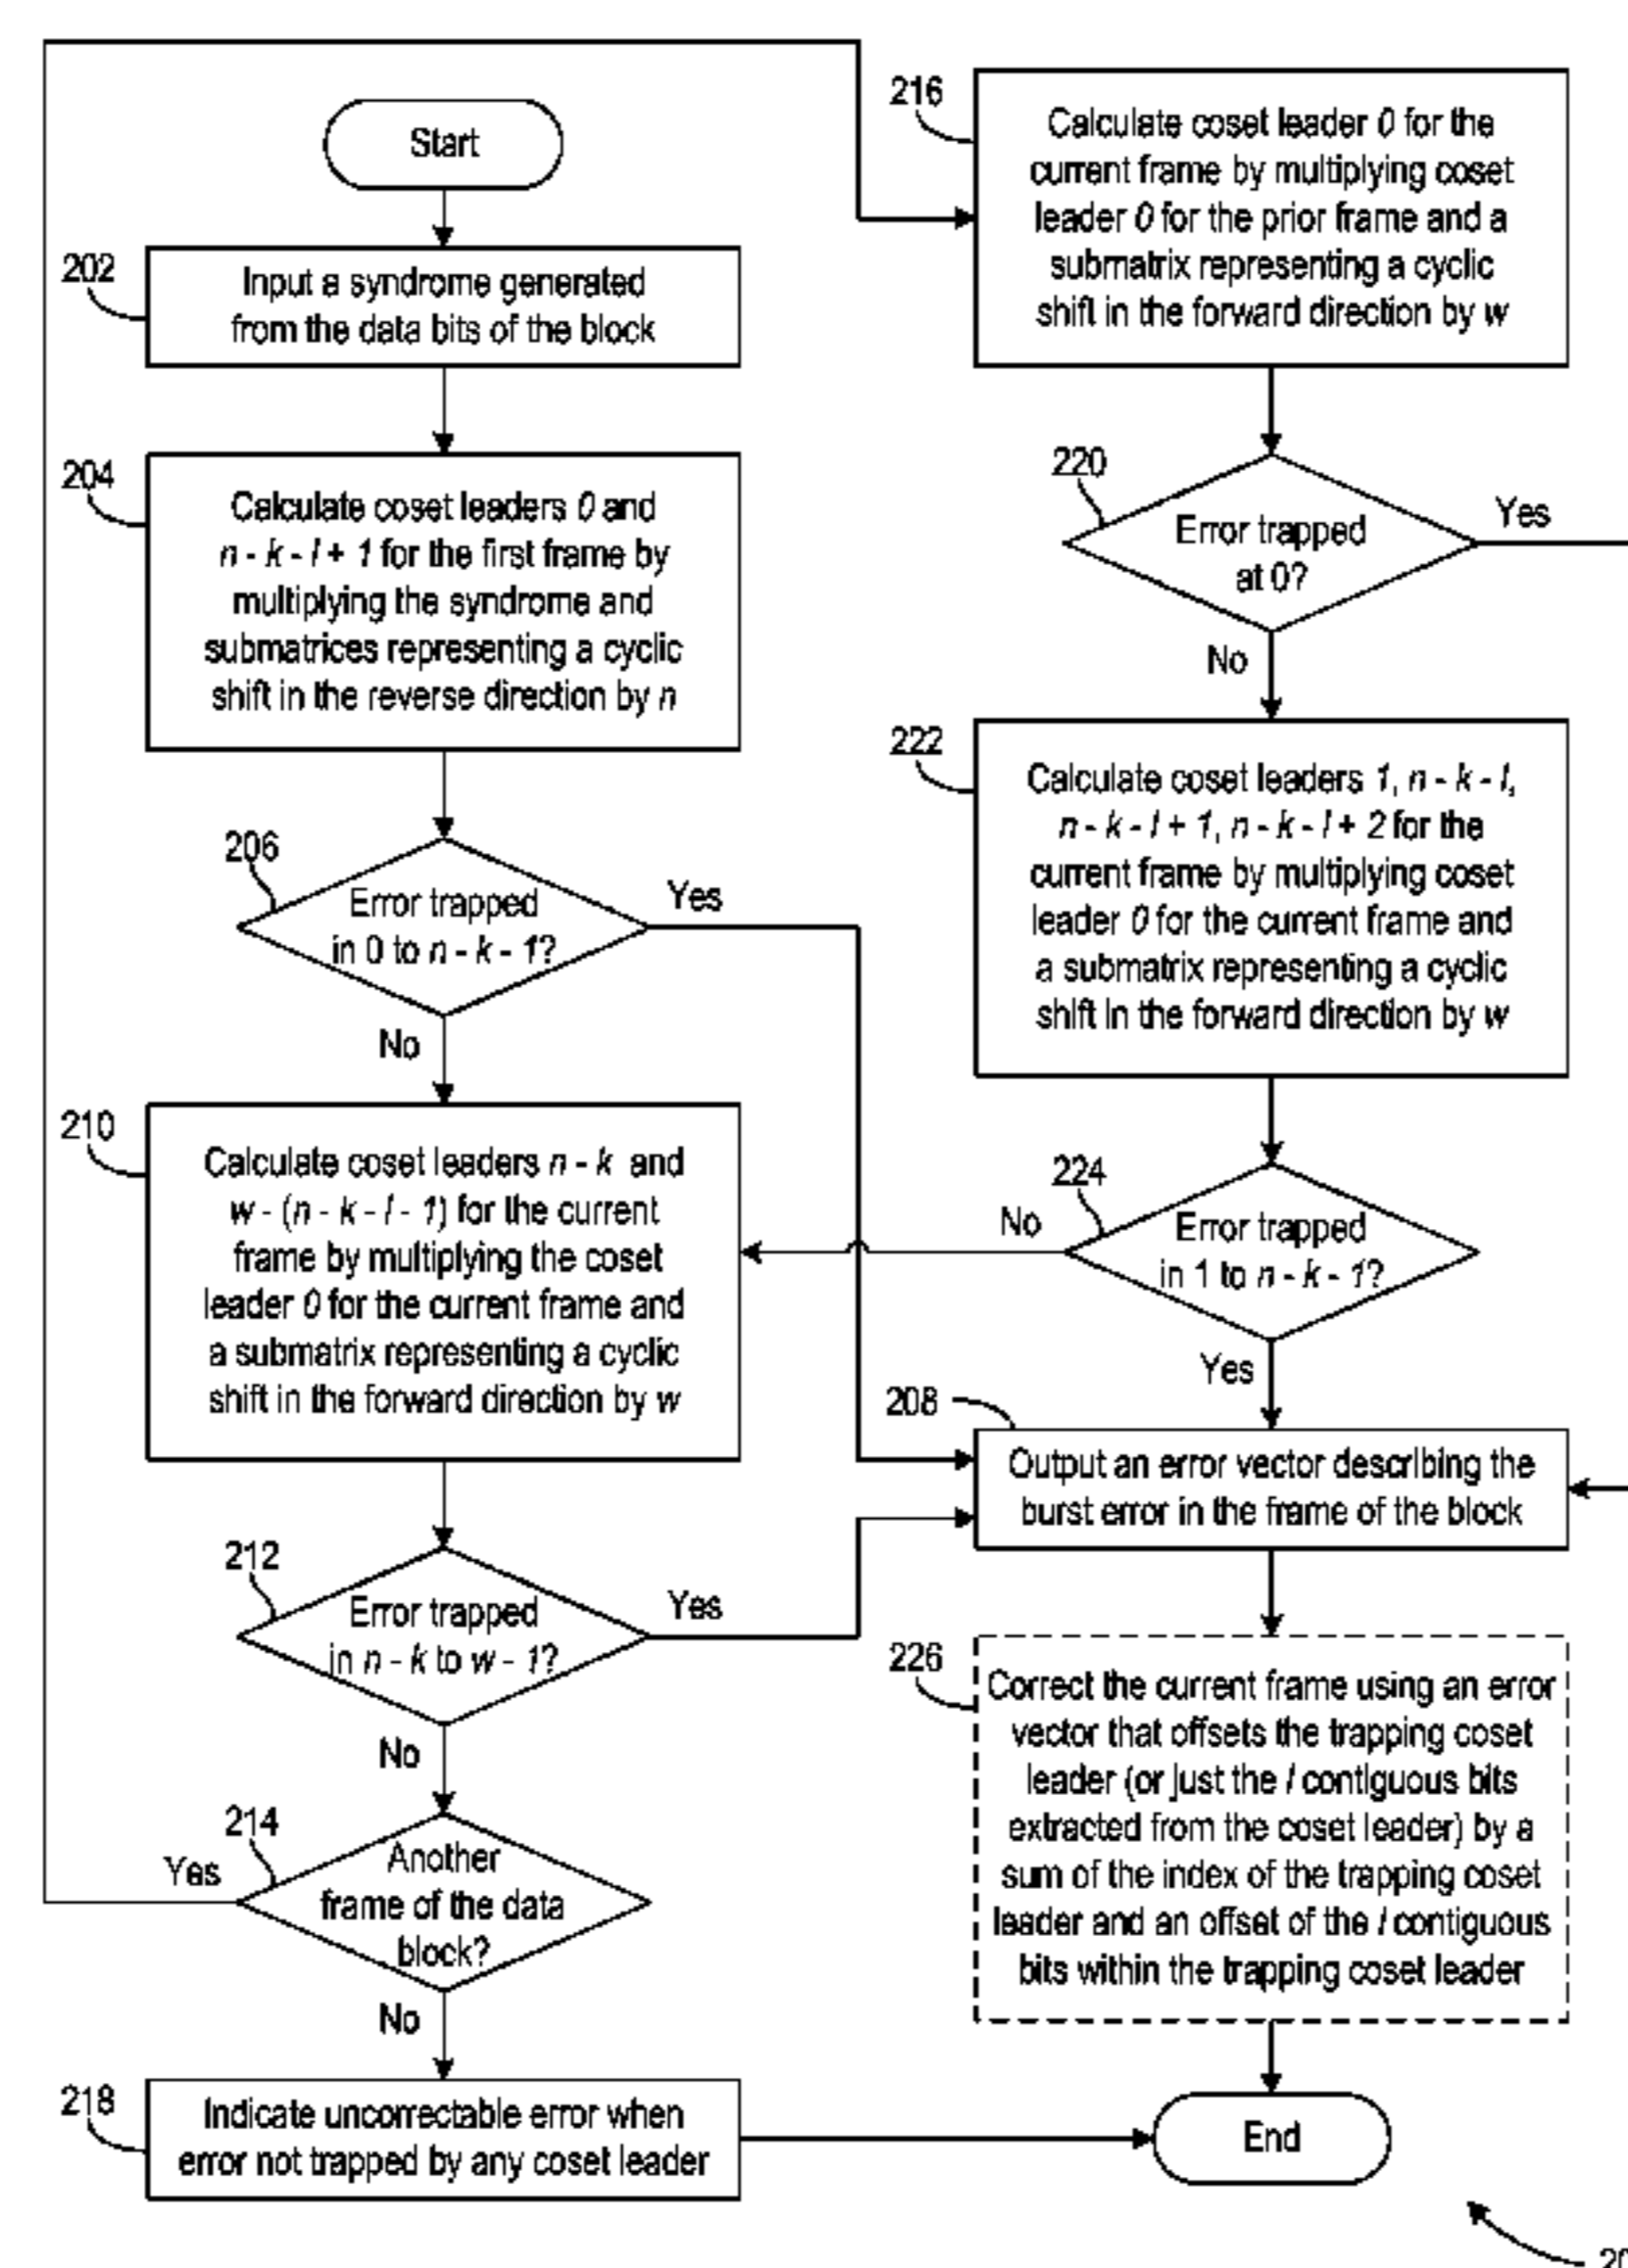 Start
202
Input a syndrome generated
from the data bits of the block
204
Calculate coset leaders 0 and
n - k - l + 1 for the first frame by
multiplying the syndrome and
submatrices representing a cyclic
shift in the reverse direction by n
206
Error trapped
in 0 to n - k - 1?
Yes
No
210
Calculate coset leaders n - k and
w - (n - k - l - 1) for the current
frame by multiplying the coset
leader 0 for the current frame and
a submatrix representing a cyclic
shift in the forward direction by w
212
Error trapped
in n - k to w - 1?
Yes
No
214
Another
frame of the data
block?
Yes
No
218
Indicate uncorrectable error when
error not trapped by any coset leader
216
Calculate coset leader 0 for the
current frame by multiplying coset
leader 0 for the prior frame and a
submatrix representing a cyclic
shift in the forward direction by w
220
Error trapped
at 0?
Yes
No
222
Calculate coset leaders 1, n - k - l,
n - k - l + 1, n - k - l + 2 for the
current frame by multiplying coset
leader 0 for the current frame and
a submatrix representing a cyclic
shift in the forward direction by w
224
Error trapped
in 1 to n - k - 1?
No
Yes
208
Output an error vector describing the
burst error in the frame of the block
226
Correct the current frame using an error
vector that offsets the trapping coset
leader (or just the l contiguous bits
extracted from the coset leader) by a
sum of the index of the trapping coset
leader and an offset of the l contiguous
bits within the trapping coset leader
End